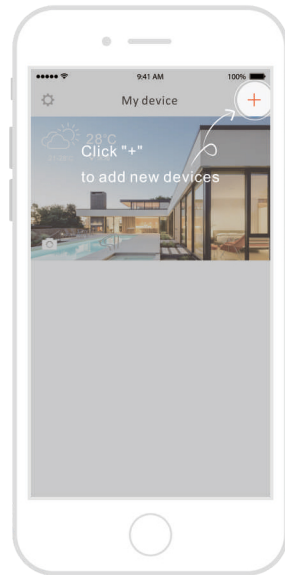 9:41 AM
100%
My device
+
28°C
Click "+"
to add new devices